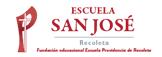 ESCUELA
SAN JOSÉ
Recoleta
Fundación educacional Escuela Providencia de Recoleta